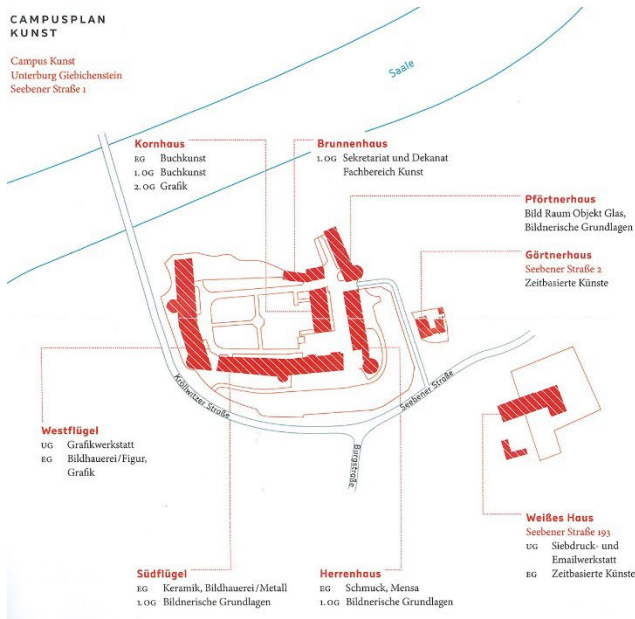 CAMPUSPLAN
KUNST
Campus Kunst
Unterburg Giebichenstein
Seebener Straße 1
Saale
Kornhaus
EG Buchkunst
1. OG Buchkunst
2. OG Grafik
Brunnenhaus
1. OG Sekretariat und Dekanat
Fachbereich Kunst
Pförtnerhaus
Bild Raum Objekt Glas,
Bildnerische Grundlagen
Gärtnerhaus
Seebener Straße 2
Zeitbasierte Künste
Kröllwitzer Straße
Seebener Straße
Burgstraße
Westflügel
UG Grafikwerkstatt
EG Bildhauerei/Figur,
Grafik
Weißes Haus
Seebener Straße 193
UG Siebdruck- und
Emailwerkstatt
EG Zeitbasierte Künste
Südflügel
EG Keramik, Bildhauerei/Metall
1. OG Bildnerische Grundlagen
Herrenhaus
EG Schmuck, Mensa
1. OG Bildnerische Grundlagen